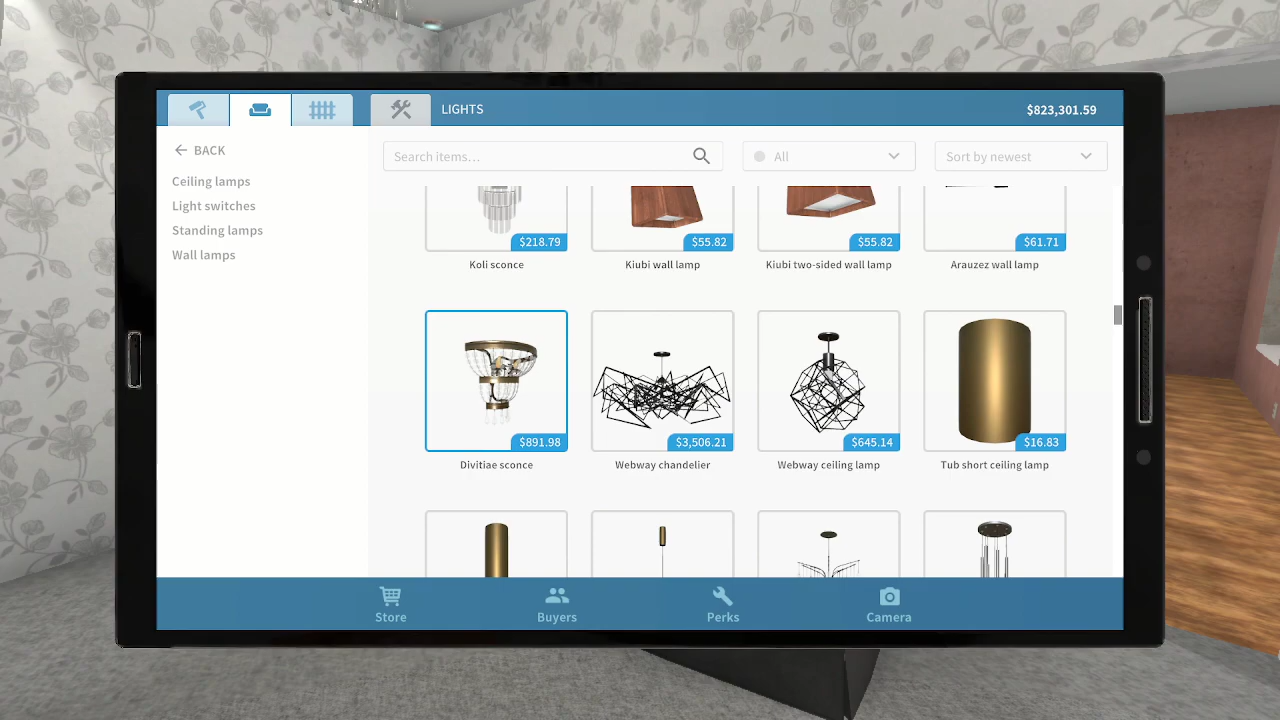 LIGHTS
$823,301.59
BACK
Search items...
All
Sort by newest
Ceiling lamps
Light switches
Standing lamps
Wall lamps
$218.79
$55.82
$55.82
$61.71
Koli sconce
Kiubi wall lamp
Kiubi two-sided wall lamp
Arauzez wall lamp
$891.98
$3,506.21
$645.14
$16.83
Divitiae sconce
Webway chandelier
Webway ceiling lamp
Tub short ceiling lamp
Store
Buyers
Perks
Camera